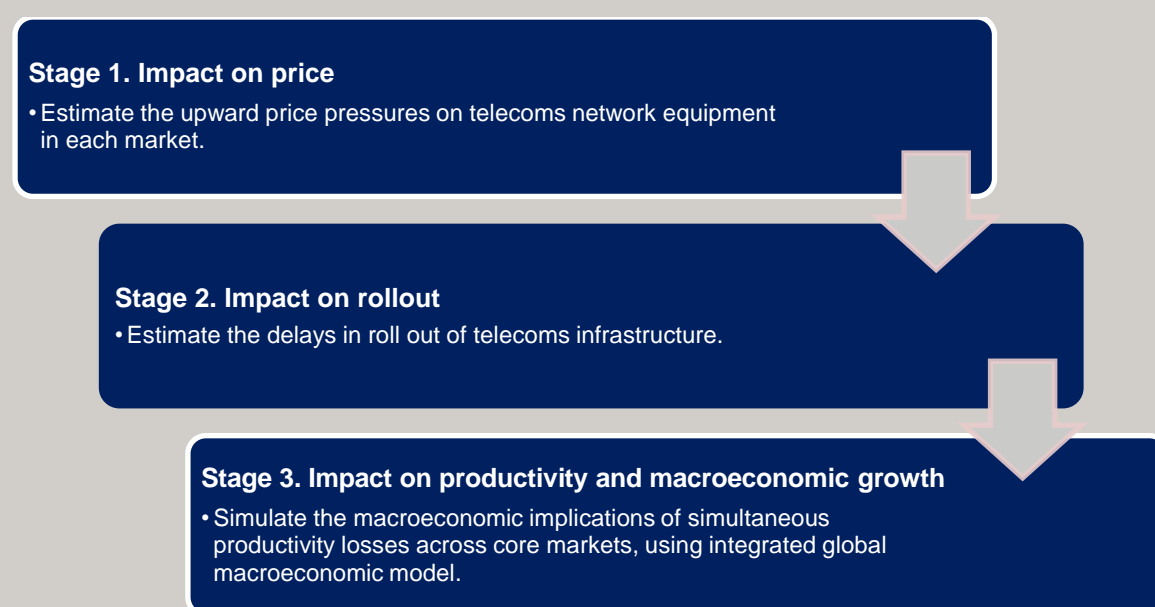 Stage 1. Impact on price
• Estimate the upward price pressures on telecoms network equipment
in each market.
Stage 2. Impact on rollout
• Estimate the delays in roll out of telecoms infrastructure.
Stage 3. Impact on productivity and macroeconomic growth
• Simulate the macroeconomic implications of simultaneous
productivity losses across core markets, using integrated global
macroeconomic model.